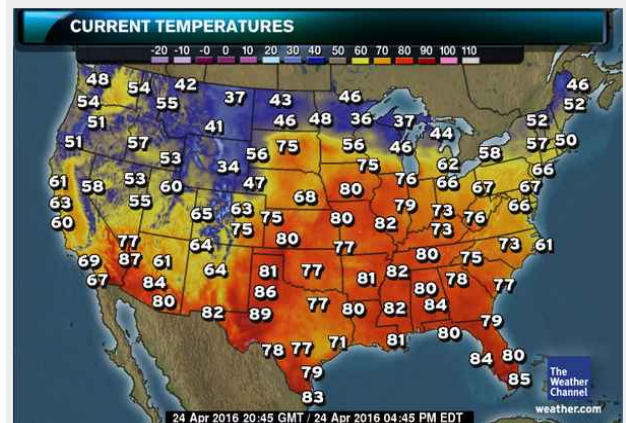 CURRENT TEMPERATURES
-20 -10 -0 0 10 20 30 40 50 60 70 80 90 100 110
48 54 42 37 43 46 46
54 55 52
51 41 46 48 36 37 44 52
51 57 75 56 46 57 50
53 34 56 75 62 58
61 58 53 60 47 76 66 67 66
63 55 68 80 79 67
60 65 63 75 80 82 73 76 66
77 64 75 80 77 73 73 61
69 87 61 64 81 77 81 82 80 75
67 84 86 80 78 77
80 82 89 77 80 82 84 79
78 77 71 81 80
79 84 80
83 85
The
Weather
Channel
weather.com
24 Apr 2016 20:45 GMT / 24 Apr 2016 04:45 PM EDT